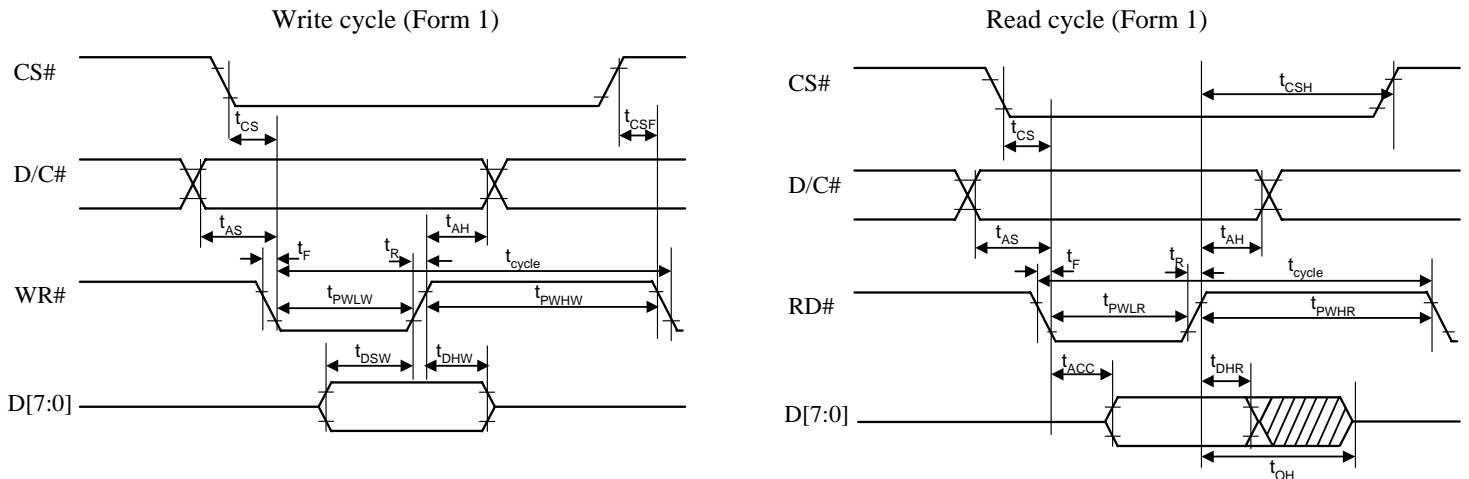 Write cycle (Form 1)
CS#
tCS
tCSF
D/C#
tAS
tAH
tF
tR
tcycle
WR#
tPWLW
tPWHW
tDSW
tDHW
D[7:0]
Read cycle (Form 1)
CS#
tCSH
tCS
D/C#
tAS
tAH
tF
tR
tcycle
RD#
tPWLR
tPWHR
tACC
tDHR
D[7:0]
tOH